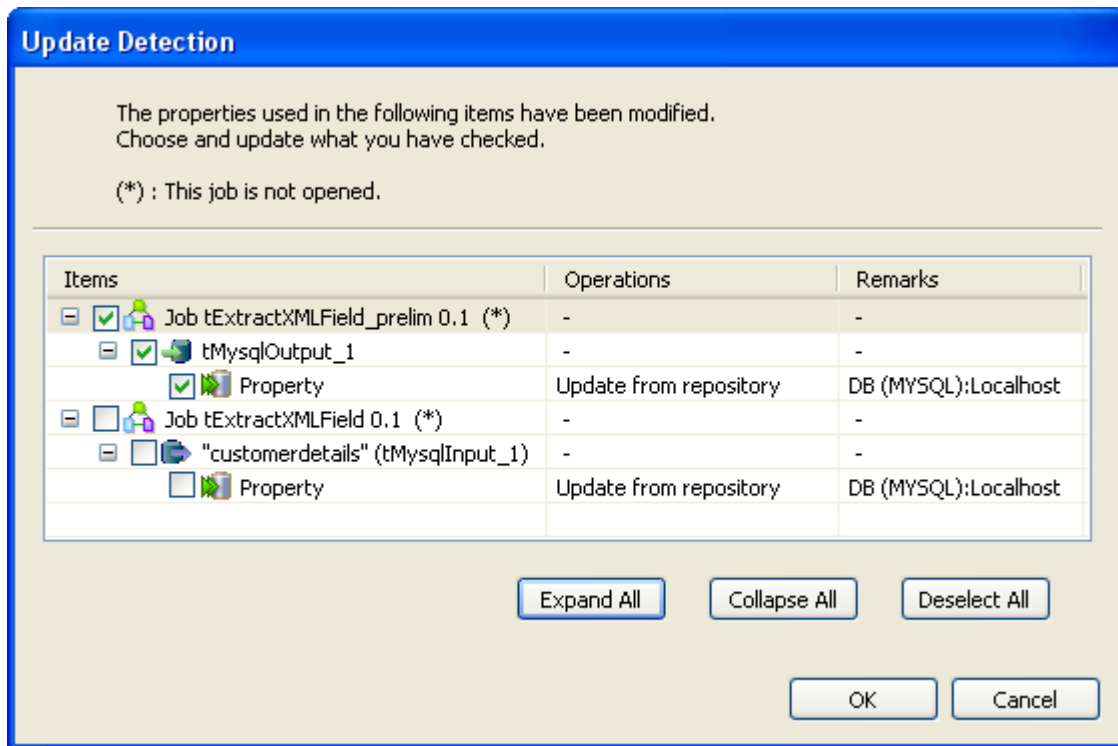 Update Detection
The properties used in the following items have been modified.
Choose and update what you have checked.
(*) : This job is not opened.
Items Operations Remarks
Job tExtractXMLField_prelim 0.1 (*) - -
tMysqlOutput_1 - -
Property Update from repository DB (MYSQL):Localhost
Job tExtractXMLField 0.1 (*) - -
"customerdetails" (tMysqlInput_1) - -
Property Update from repository DB (MYSQL):Localhost
Expand All Collapse All Deselect All
OK Cancel